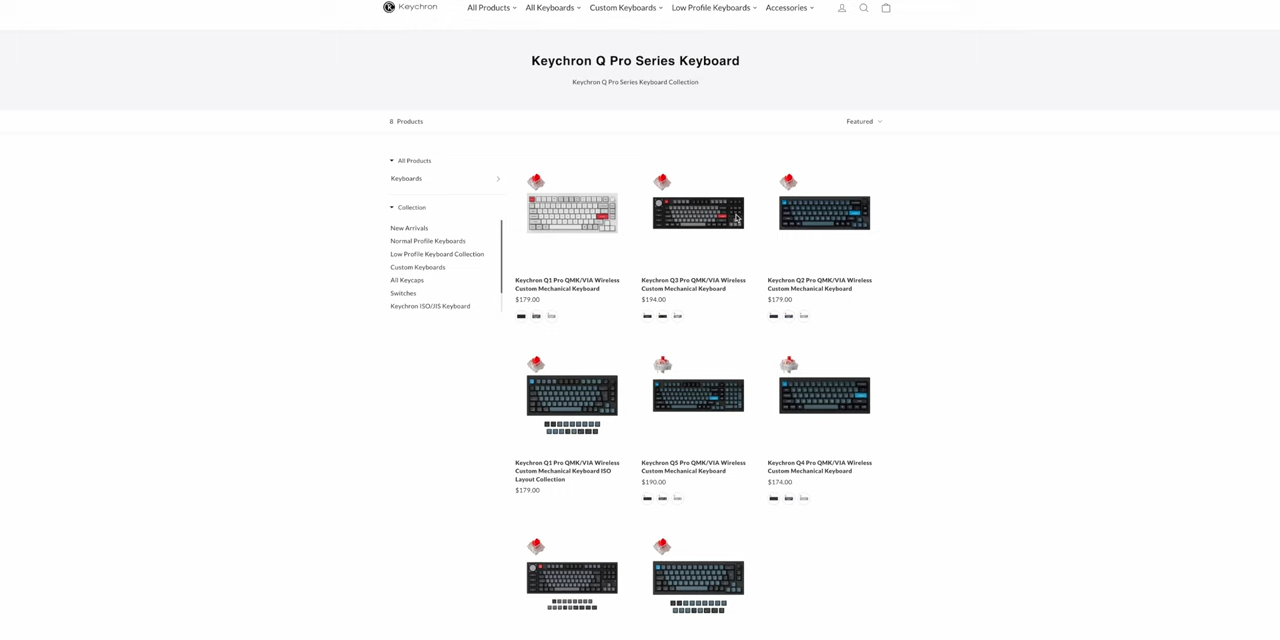 Keychron
All Products
All Keyboards
Custom Keyboards
Low Profile Keyboards
Accessories
Keychron Q Pro Series Keyboard
Keychron Q Pro Series Keyboard Collection
8 Products
Featured
All Products
Keyboards
Collection
New Arrivals
Normal Profile Keyboards
Low Profile Keyboard Collection
Custom Keyboards
All Keycaps
Switches
Keychron ISO/JIS Keyboard
Keychron Q1 Pro QMK/VIA Wireless
Custom Mechanical Keyboard
$179.00
Keychron Q3 Pro QMK/VIA Wireless
Custom Mechanical Keyboard
$194.00
Keychron Q2 Pro QMK/VIA Wireless
Custom Mechanical Keyboard
$179.00
Keychron Q1 Pro QMK/VIA Wireless
Custom Mechanical Keyboard ISO
Layout Collection
$179.00
Keychron Q5 Pro QMK/VIA Wireless
Custom Mechanical Keyboard
$190.00
Keychron Q4 Pro QMK/VIA Wireless
Custom Mechanical Keyboard
$174.00